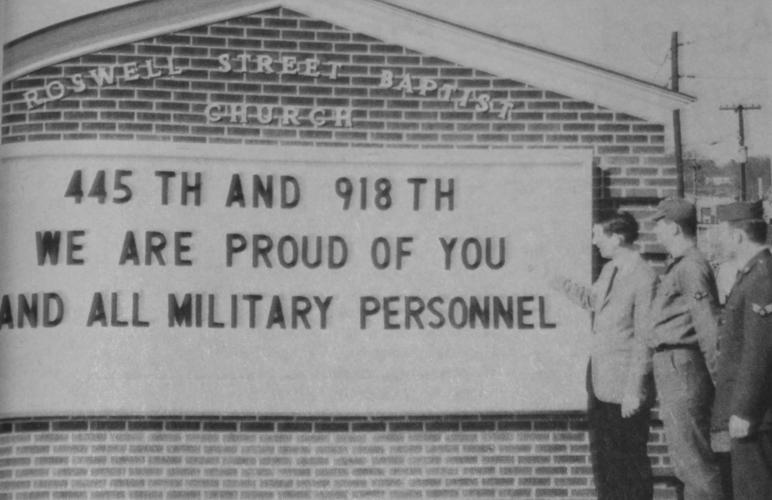 ROSWELL STREET BAPTIST
CHURCH
445 TH AND 918 TH
WE ARE PROUD OF YOU
AND ALL MILITARY PERSONNEL